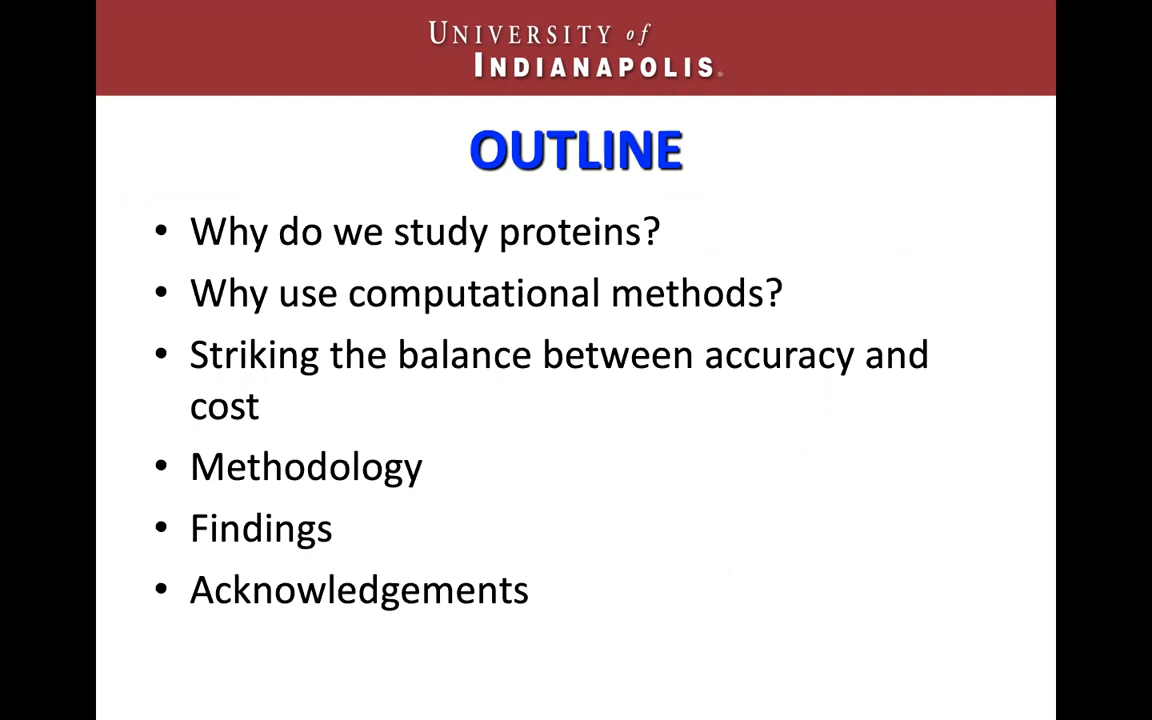 UNIVERSITY of
INDIANAPOLIS®
OUTLINE
• Why do we study proteins?
• Why use computational methods?
• Striking the balance between accuracy and
cost
• Methodology
• Findings
• Acknowledgements